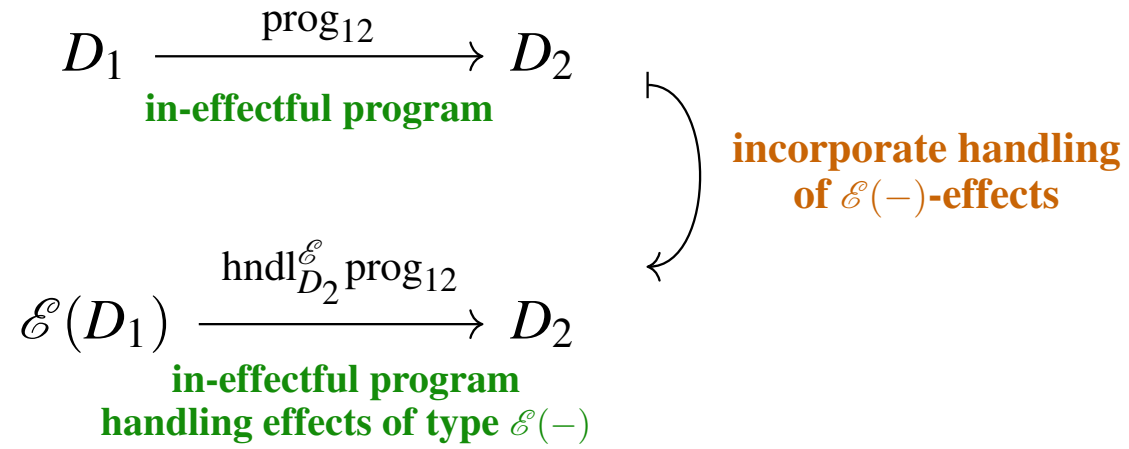 D₁ prog₁₂ D₂
in-effectful program
incorporate handling
of ℰ(−)-effects
ℰ(D₁) hndl^ℰ_{D₂} prog₁₂ D₂
in-effectful program
handling effects of type ℰ(−)